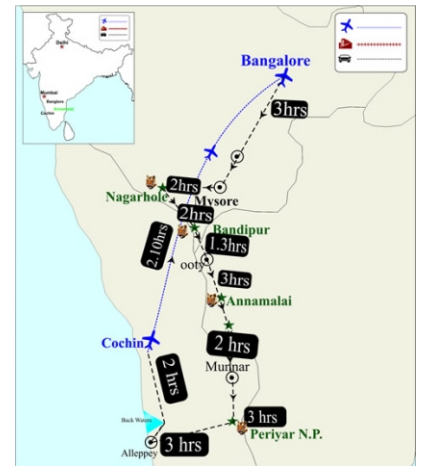 Delhi
Mumbai
Banglore
Cochin
Bangalore
3hrs
2hrs
Nagarhole
Mysore
2hrs
Bandipur
1.3hrs
2.10hrs
ooty
3hrs
Annamalai
Cochin
2 hrs
2 hrs
Munnar
Back Waters
3 hrs
Alleppey
3 hrs
Periyar N.P.